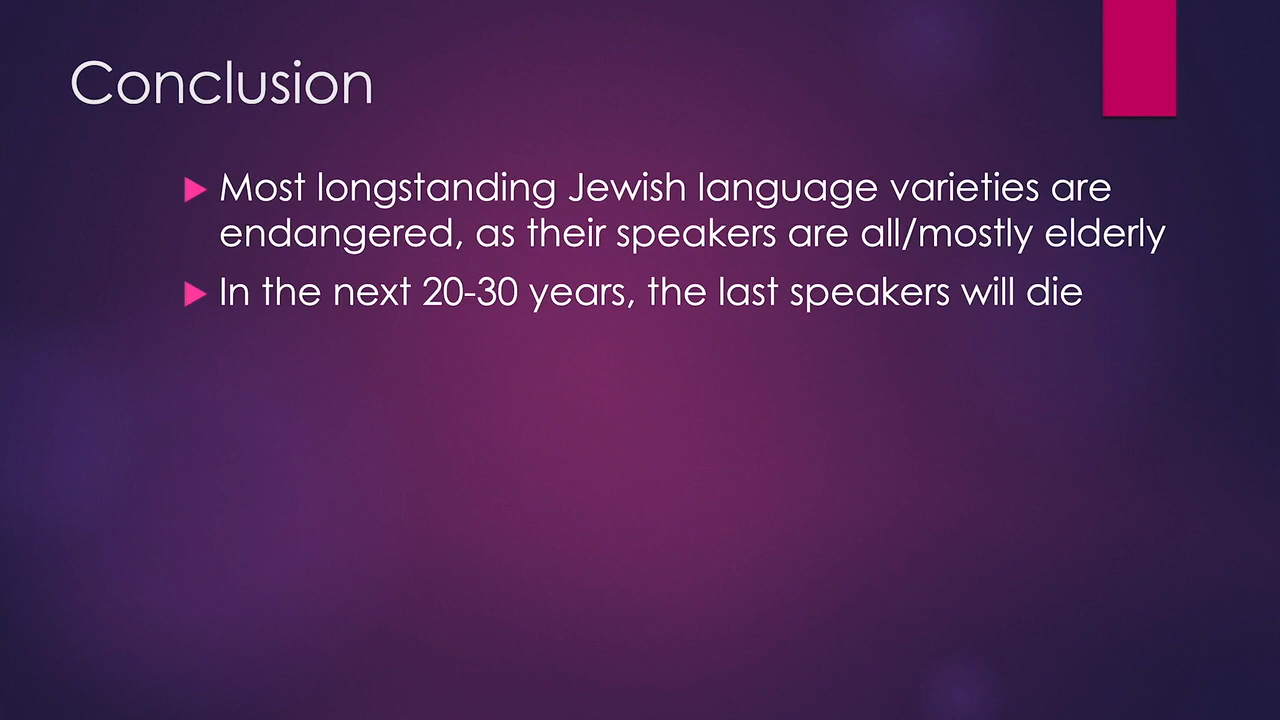 Conclusion
Most longstanding Jewish language varieties are
endangered, as their speakers are all/mostly elderly
In the next 20-30 years, the last speakers will die